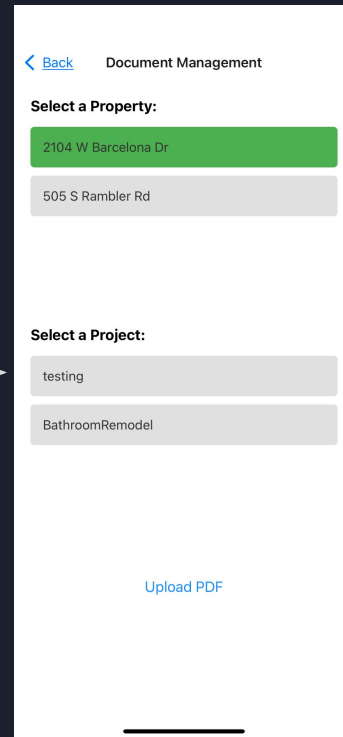 Back Document Management
Select a Property:
2104 W Barcelona Dr
505 S Rambler Rd
Select a Project:
testing
BathroomRemodel
Upload PDF